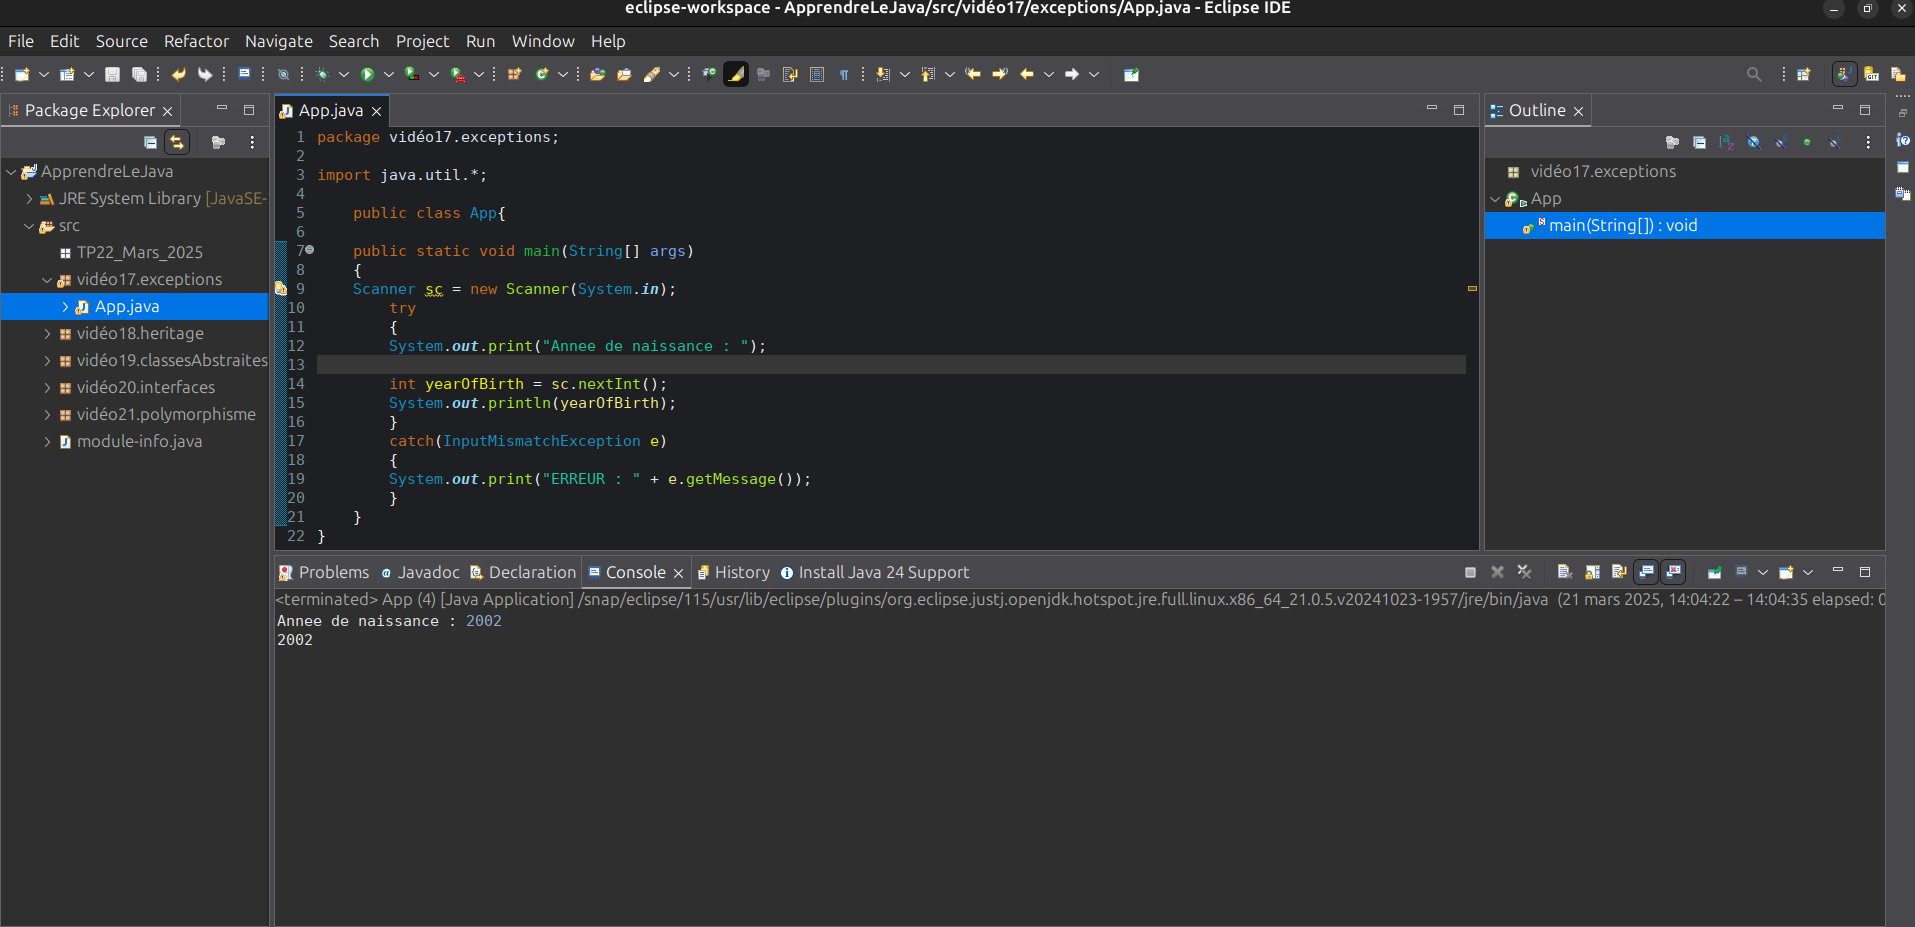 eclipse-workspace - ApprendreLeJava/src/vidéo17/exceptions/App.java - Eclipse IDE
File Edit Source Refactor Navigate Search Project Run Window Help
Package Explorer
ApprendreLeJava
JRE System Library [JavaSE-
src
TP22_Mars_2025
vidéo17.exceptions
App.java
vidéo18.heritage
vidéo19.classesAbstraites
vidéo20.interfaces
vidéo21.polymorphisme
module-info.java
App.java
1 package vidéo17.exceptions;
2
3 import java.util.*;
4
5 public class App{
6
7 public static void main(String[] args)
8 {
9 Scanner sc = new Scanner(System.in);
10 try
11 {
12 System.out.print("Annee de naissance : ");
13
14 int yearOfBirth = sc.nextInt();
15 System.out.println(yearOfBirth);
16 }
17 catch(InputMismatchException e)
18 {
19 System.out.print("ERREUR : " + e.getMessage());
20 }
21 }
22 }
Outline
vidéo17.exceptions
App
main(String[]) : void
Problems Javadoc Declaration Console History Install Java 24 Support
<terminated> App (4) [Java Application] /snap/eclipse/115/usr/lib/eclipse/plugins/org.eclipse.justj.openjdk.hotspot.jre.full.linux.x86_64_21.0.5.v20241023-1957/jre/bin/java (21 mars 2025, 14:04:22 – 14:04:35 elapsed: 0
Annee de naissance : 2002
2002